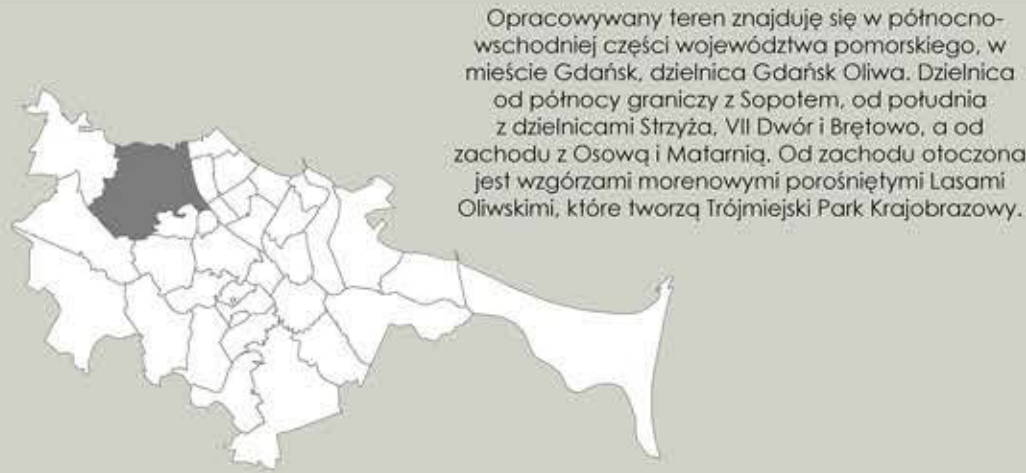 Opracowywany teren znajduję się w północno-
wschodniej części województwa pomorskiego, w
mieście Gdańsk, dzielnica Gdańsk Oliwa. Dzielnica
od północy graniczy z Sopotem, od południa
z dzielnicami Strzyża, VII Dwór i Brętowo, a od
zachodu z Osową i Matarnią. Od zachodu otoczona
jest wzgórzami morenowymi porośniętymi Lasami
Oliwskimi, które tworzą Trójmiejski Park Krajobrazowy.